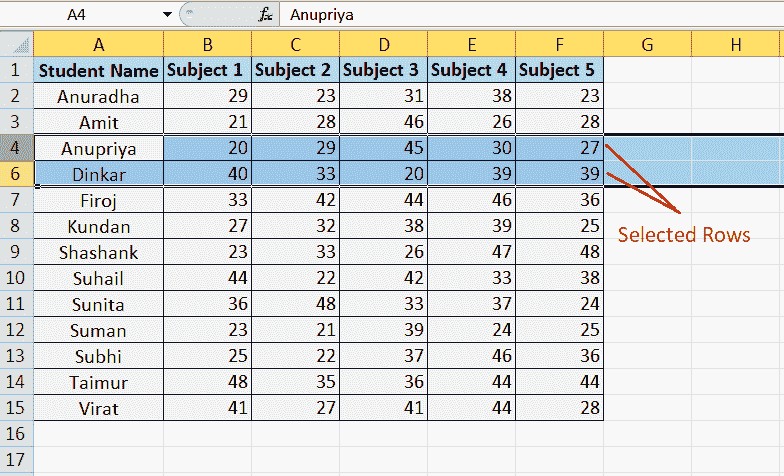 A4 fx Anupriya
A B C D E F G H
1 Student Name Subject 1 Subject 2 Subject 3 Subject 4 Subject 5
2 Anuradha 29 23 31 38 23
3 Amit 21 28 46 26 28
4 Anupriya 20 29 45 30 27
6 Dinkar 40 33 20 39 39
7 Firoj 33 42 44 46 36
8 Kundan 27 32 38 39 25
Selected Rows
9 Shashank 23 33 26 47 48
10 Suhail 44 22 42 33 38
11 Sunita 36 48 33 37 24
12 Suman 23 21 39 24 25
13 Subhi 25 22 37 46 36
14 Taimur 48 35 36 44 44
15 Virat 41 27 41 44 28
16
17